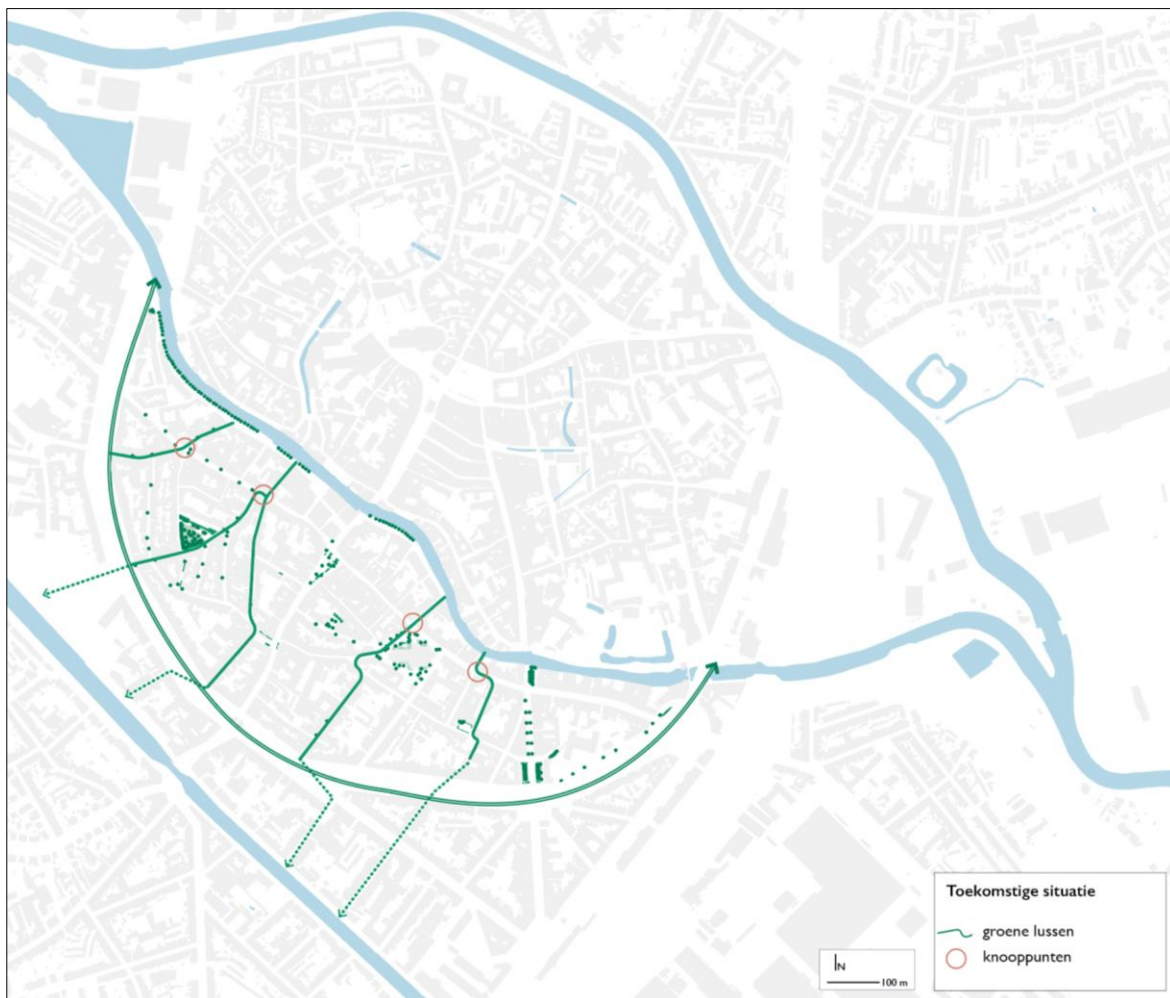 Toekomstige situatie
groene lussen
knooppunten
N
100 m